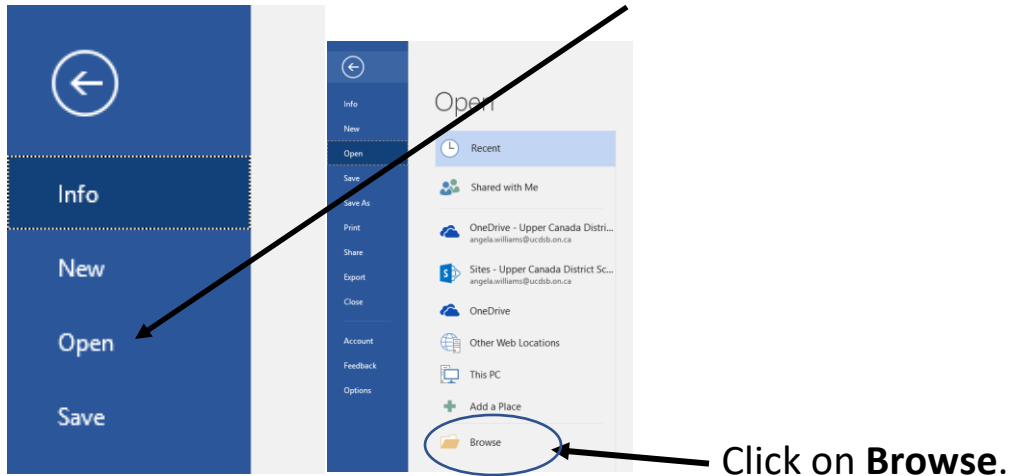 Info
New
Open
Save
Info
New
Open
Save
Save As
Print
Share
Export
Close
Account
Feedback
Options
Open
Recent
Shared with Me
OneDrive - Upper Canada Distri...
angela.williams@ucdsb.on.ca
Sites - Upper Canada District Sc...
angela.williams@ucdsb.on.ca
OneDrive
Other Web Locations
This PC
Add a Place
Browse
Click on Browse.